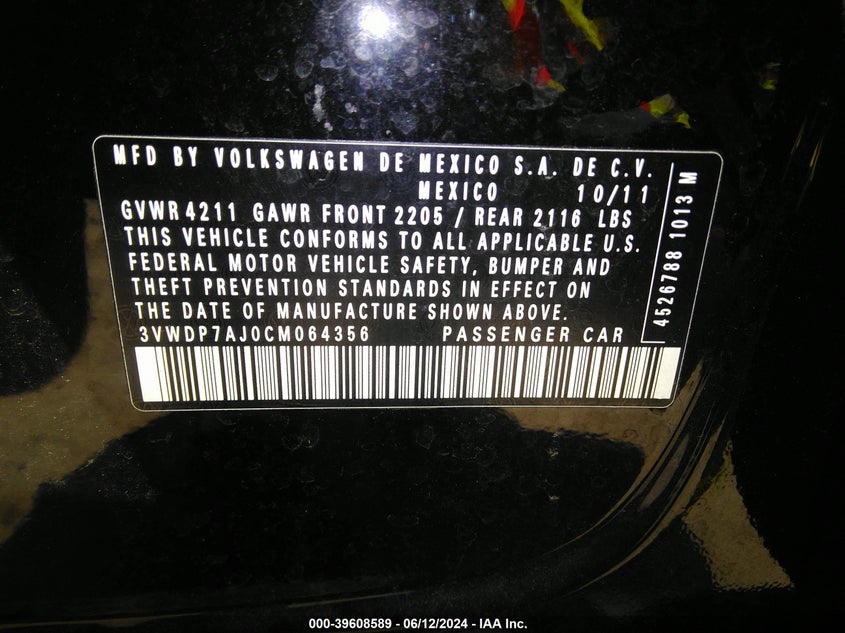 MFD BY VOLKSWAGEN DE MEXICO S.A. DE C.V.
MEXICO 10/11
GVWR 4211 GAWR FRONT 2205 / REAR 2116 LBS
THIS VEHICLE CONFORMS TO ALL APPLICABLE U.S.
FEDERAL MOTOR VEHICLE SAFETY, BUMPER AND
THEFT PREVENTION STANDARDS IN EFFECT ON
THE DATE OF MANUFACTURE SHOWN ABOVE.
3VWDP7AJ0CM064356 PASSENGER CAR
4526788 1013 M
000-39608589 - 06/12/2024 - IAA Inc.